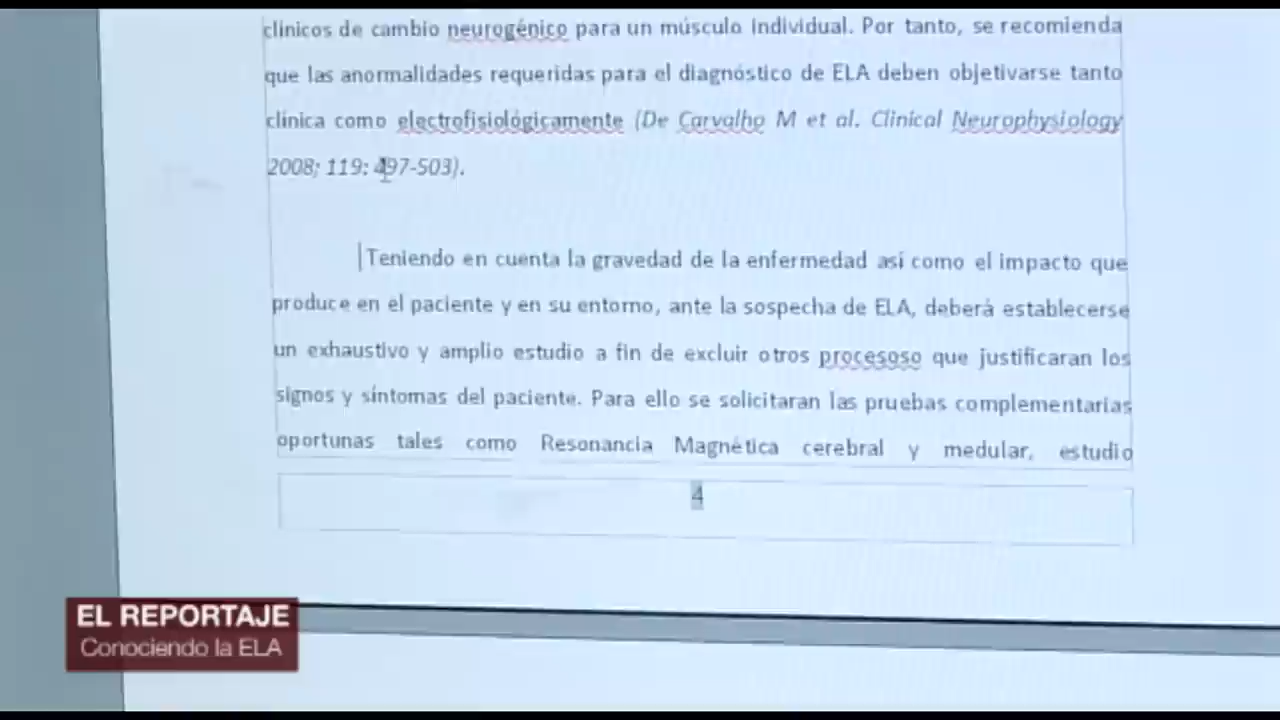 clínicos de cambio neurogénico para un músculo individual. Por tanto, se recomienda
que las anormalidades requeridas para el diagnóstico de ELA deben objetivarse tanto
clínica como electrofisiológicamente (De Carvalho M et al. Clinical Neurophysiology
2008; 119: 497-503).
Teniendo en cuenta la gravedad de la enfermedad así como el impacto que
produce en el paciente y en su entorno, ante la sospecha de ELA, deberá establecerse
un exhaustivo y amplio estudio a fin de excluir otros procesoso que justificaran los
signos y síntomas del paciente. Para ello se solicitaran las pruebas complementarias
oportunas tales como Resonancia Magnética cerebral y medular, estudio
4
EL REPORTAJE
Conociendo la ELA